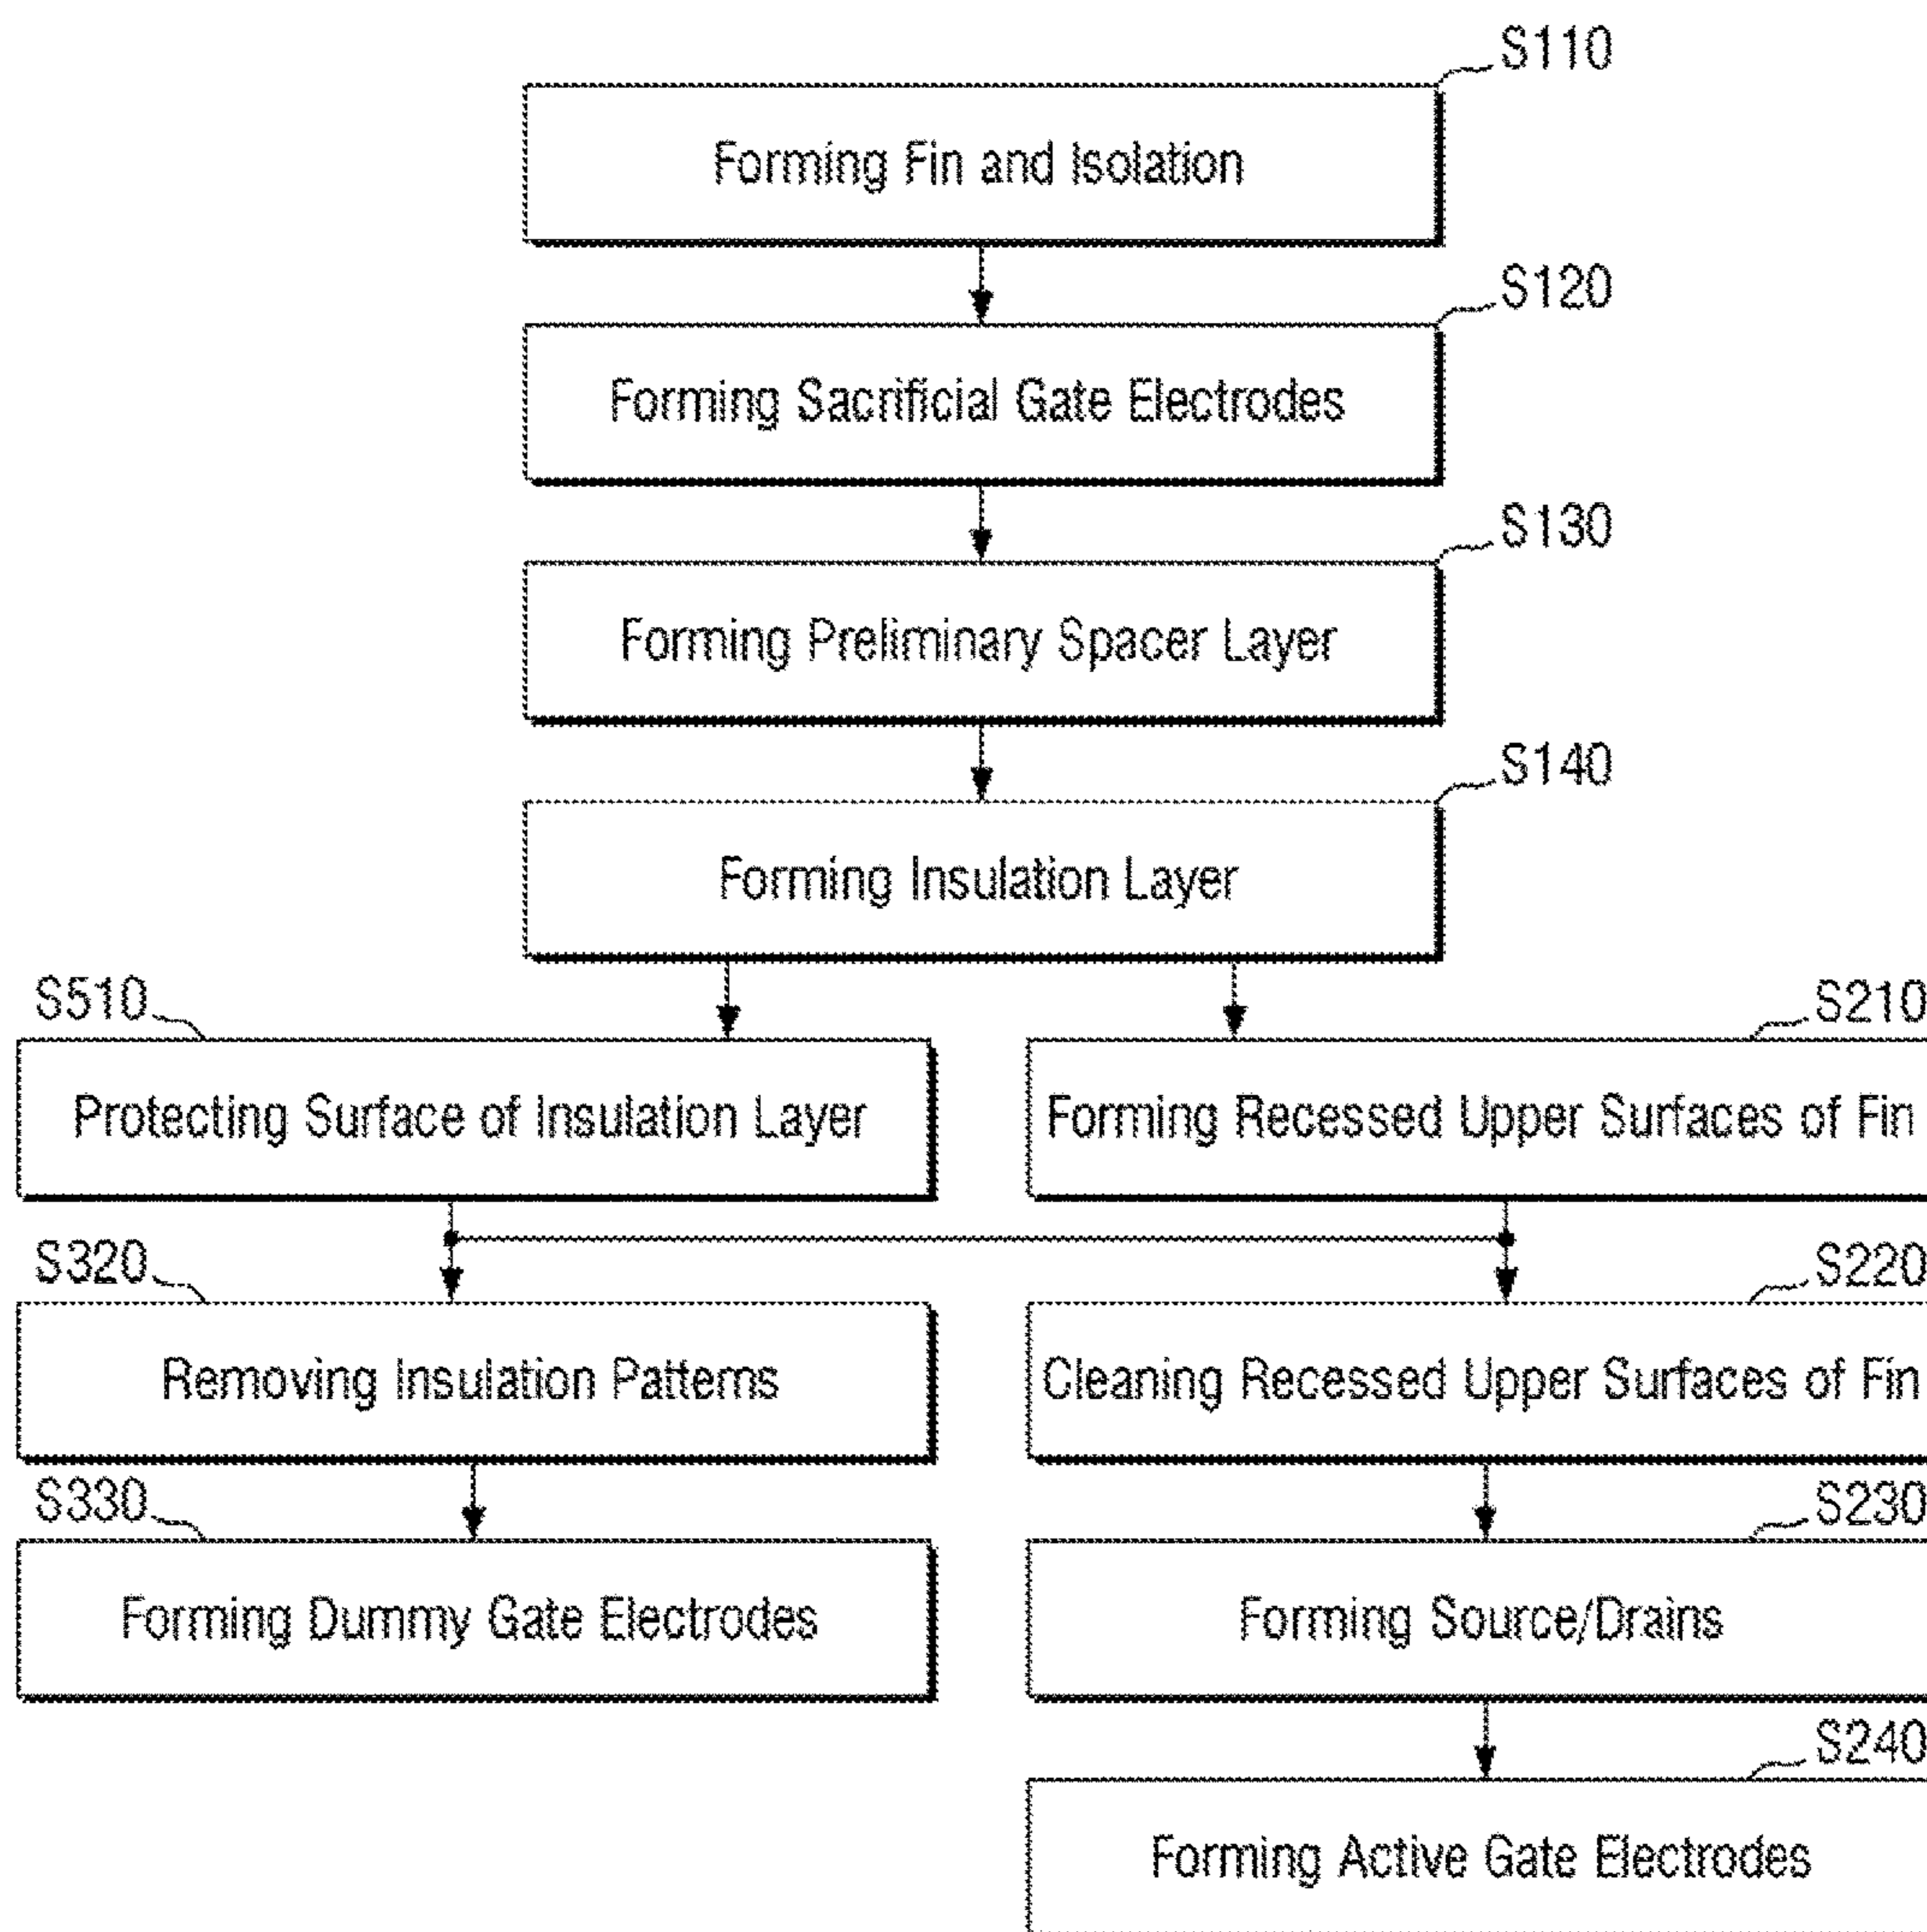 S110
Forming Fin and Isolation
S120
Forming Sacrificial Gate Electrodes
S130
Forming Preliminary Spacer Layer
S140
Forming Insulation Layer
S510
Protecting Surface of Insulation Layer
S210
Forming Recessed Upper Surfaces of Fin
S320
Removing Insulation Patterns
S220
Cleaning Recessed Upper Surfaces of Fin
S330
Forming Dummy Gate Electrodes
S230
Forming Source/Drains
S240
Forming Active Gate Electrodes